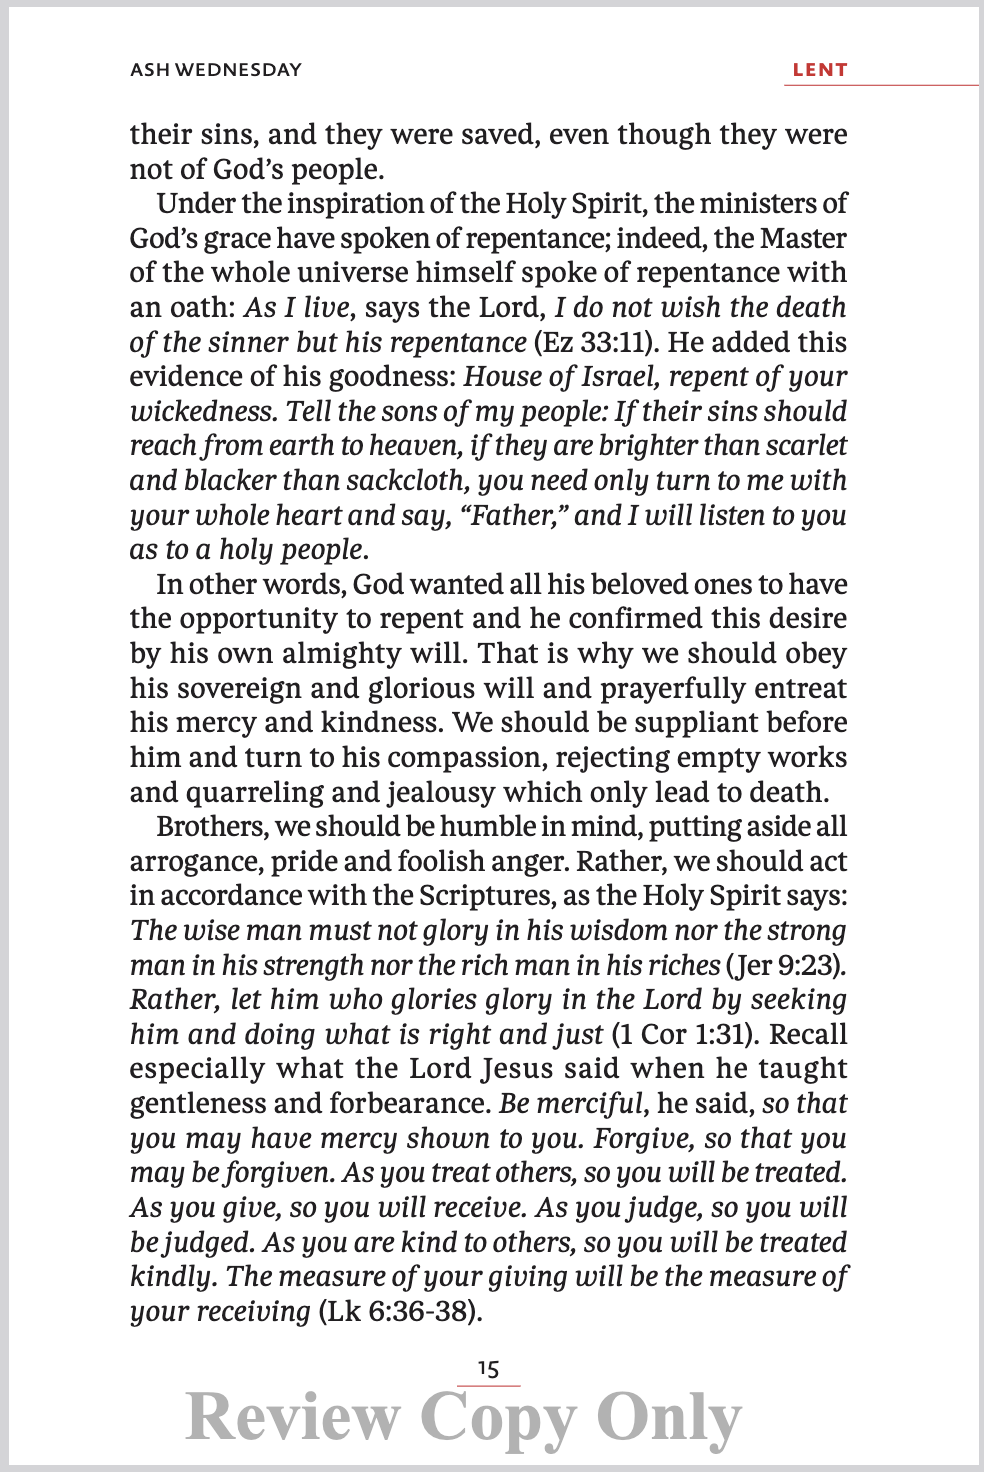 ASH WEDNESDAY LENT
their sins, and they were saved, even though they were
not of God’s people.
Under the inspiration of the Holy Spirit, the ministers of
God’s grace have spoken of repentance; indeed, the Master
of the whole universe himself spoke of repentance with
an oath: As I live, says the Lord, I do not wish the death
of the sinner but his repentance (Ez 33:11). He added this
evidence of his goodness: House of Israel, repent of your
wickedness. Tell the sons of my people: If their sins should
reach from earth to heaven, if they are brighter than scarlet
and blacker than sackcloth, you need only turn to me with
your whole heart and say, “Father,” and I will listen to you
as to a holy people.
In other words, God wanted all his beloved ones to have
the opportunity to repent and he confirmed this desire
by his own almighty will. That is why we should obey
his sovereign and glorious will and prayerfully entreat
his mercy and kindness. We should be suppliant before
him and turn to his compassion, rejecting empty works
and quarreling and jealousy which only lead to death.
Brothers, we should be humble in mind, putting aside all
arrogance, pride and foolish anger. Rather, we should act
in accordance with the Scriptures, as the Holy Spirit says:
The wise man must not glory in his wisdom nor the strong
man in his strength nor the rich man in his riches (Jer 9:23).
Rather, let him who glories glory in the Lord by seeking
him and doing what is right and just (1 Cor 1:31). Recall
especially what the Lord Jesus said when he taught
gentleness and forbearance. Be merciful, he said, so that
you may have mercy shown to you. Forgive, so that you
may be forgiven. As you treat others, so you will be treated.
As you give, so you will receive. As you judge, so you will
be judged. As you are kind to others, so you will be treated
kindly. The measure of your giving will be the measure of
your receiving (Lk 6:36-38).
15
Review Copy Only